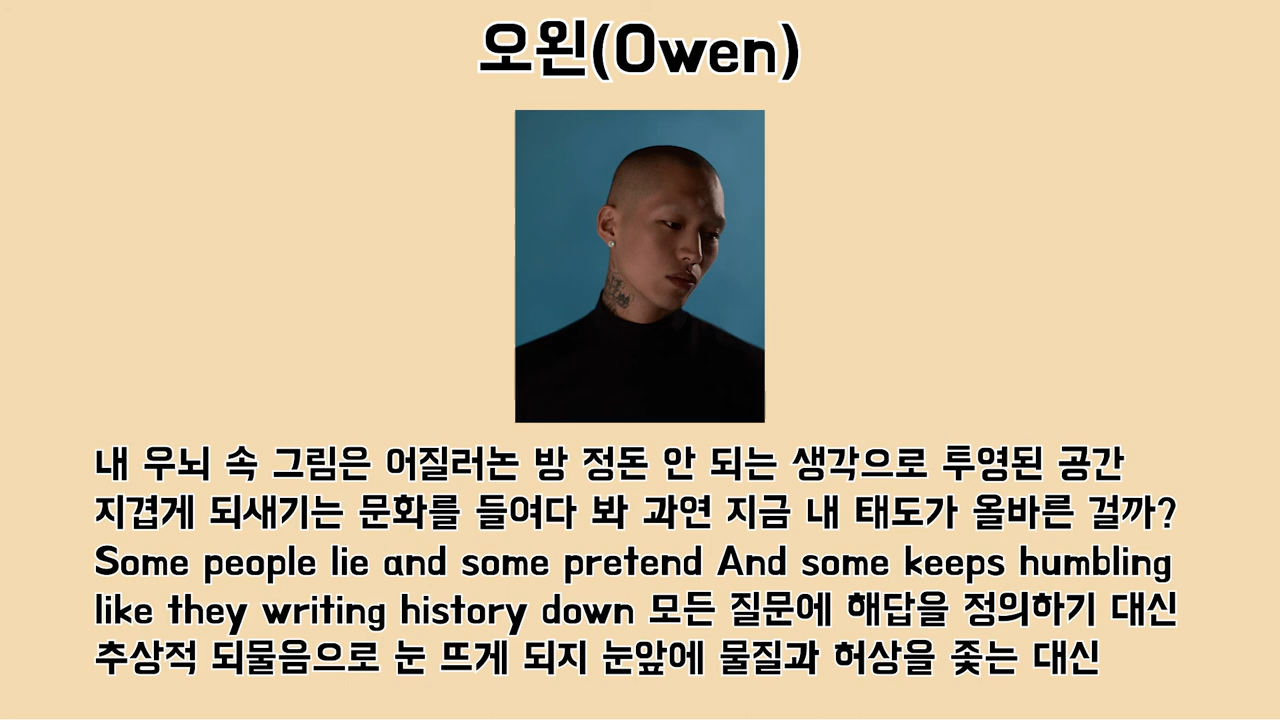 오왼(Owen)
내 우뇌 속 그림은 어질러논 방 정돈 안 되는 생각으로 투영된 공간
지겹게 되새기는 문화를 들여다 봐 과연 지금 내 태도가 올바른 걸까?
Some people lie and some pretend And some keeps humbling
like they writing history down 모든 질문에 해답을 정의하기 대신
추상적 되물음으로 눈 뜨게 되지 눈앞에 물질과 허상을 좇는 대신